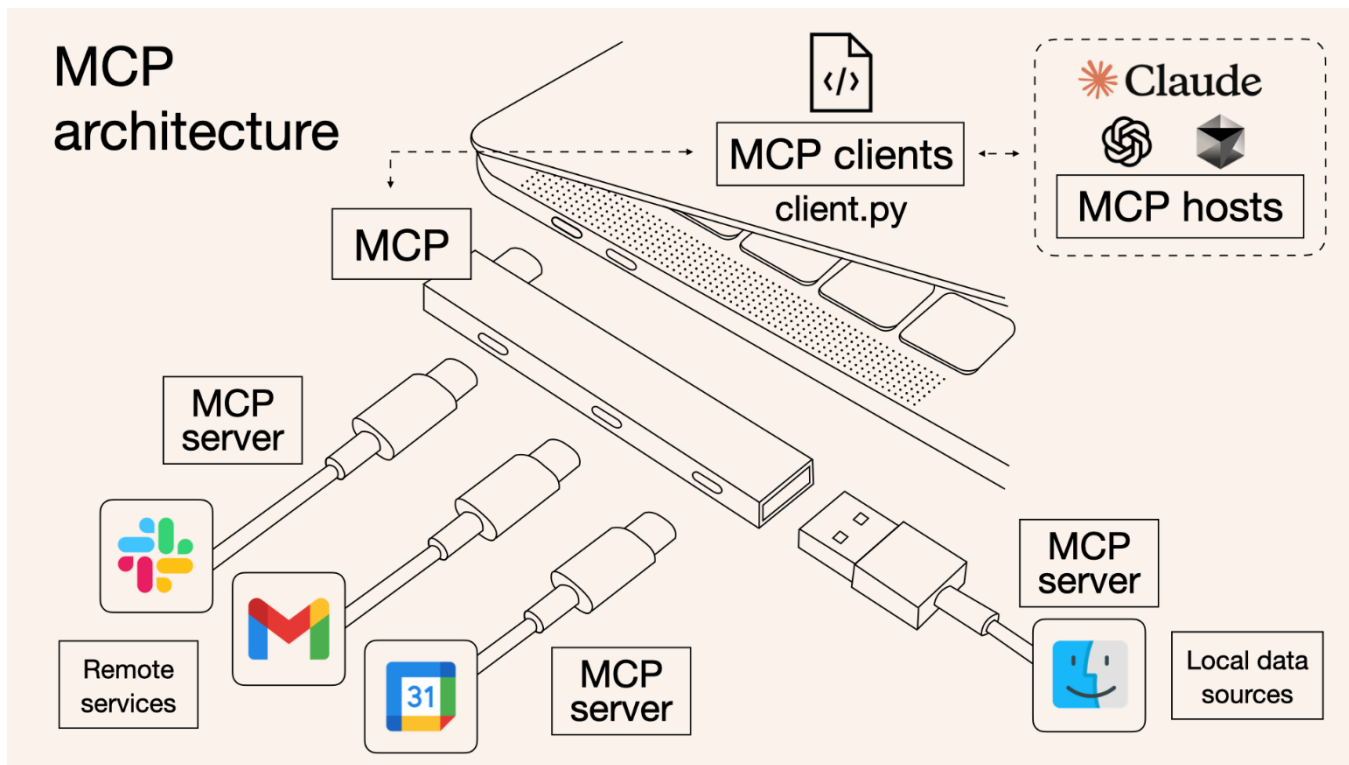 MCP
architecture
</>
MCP clients
client.py
Claude
MCP hosts
MCP
MCP
server
Remote
services
31
MCP
server
MCP
server
Local data
sources